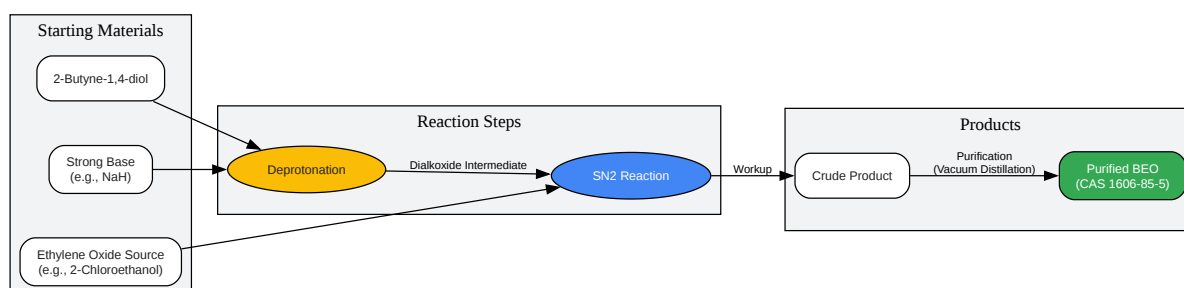 Starting Materials
2-Butyne-1,4-diol
Strong Base
(e.g., NaH)
Ethylene Oxide Source
(e.g., 2-Chloroethanol)
Reaction Steps
Deprotonation
Dialkoxide Intermediate
SN2 Reaction
Workup
Products
Crude Product
Purification
(Vacuum Distillation)
Purified BEO
(CAS 1606-85-5)